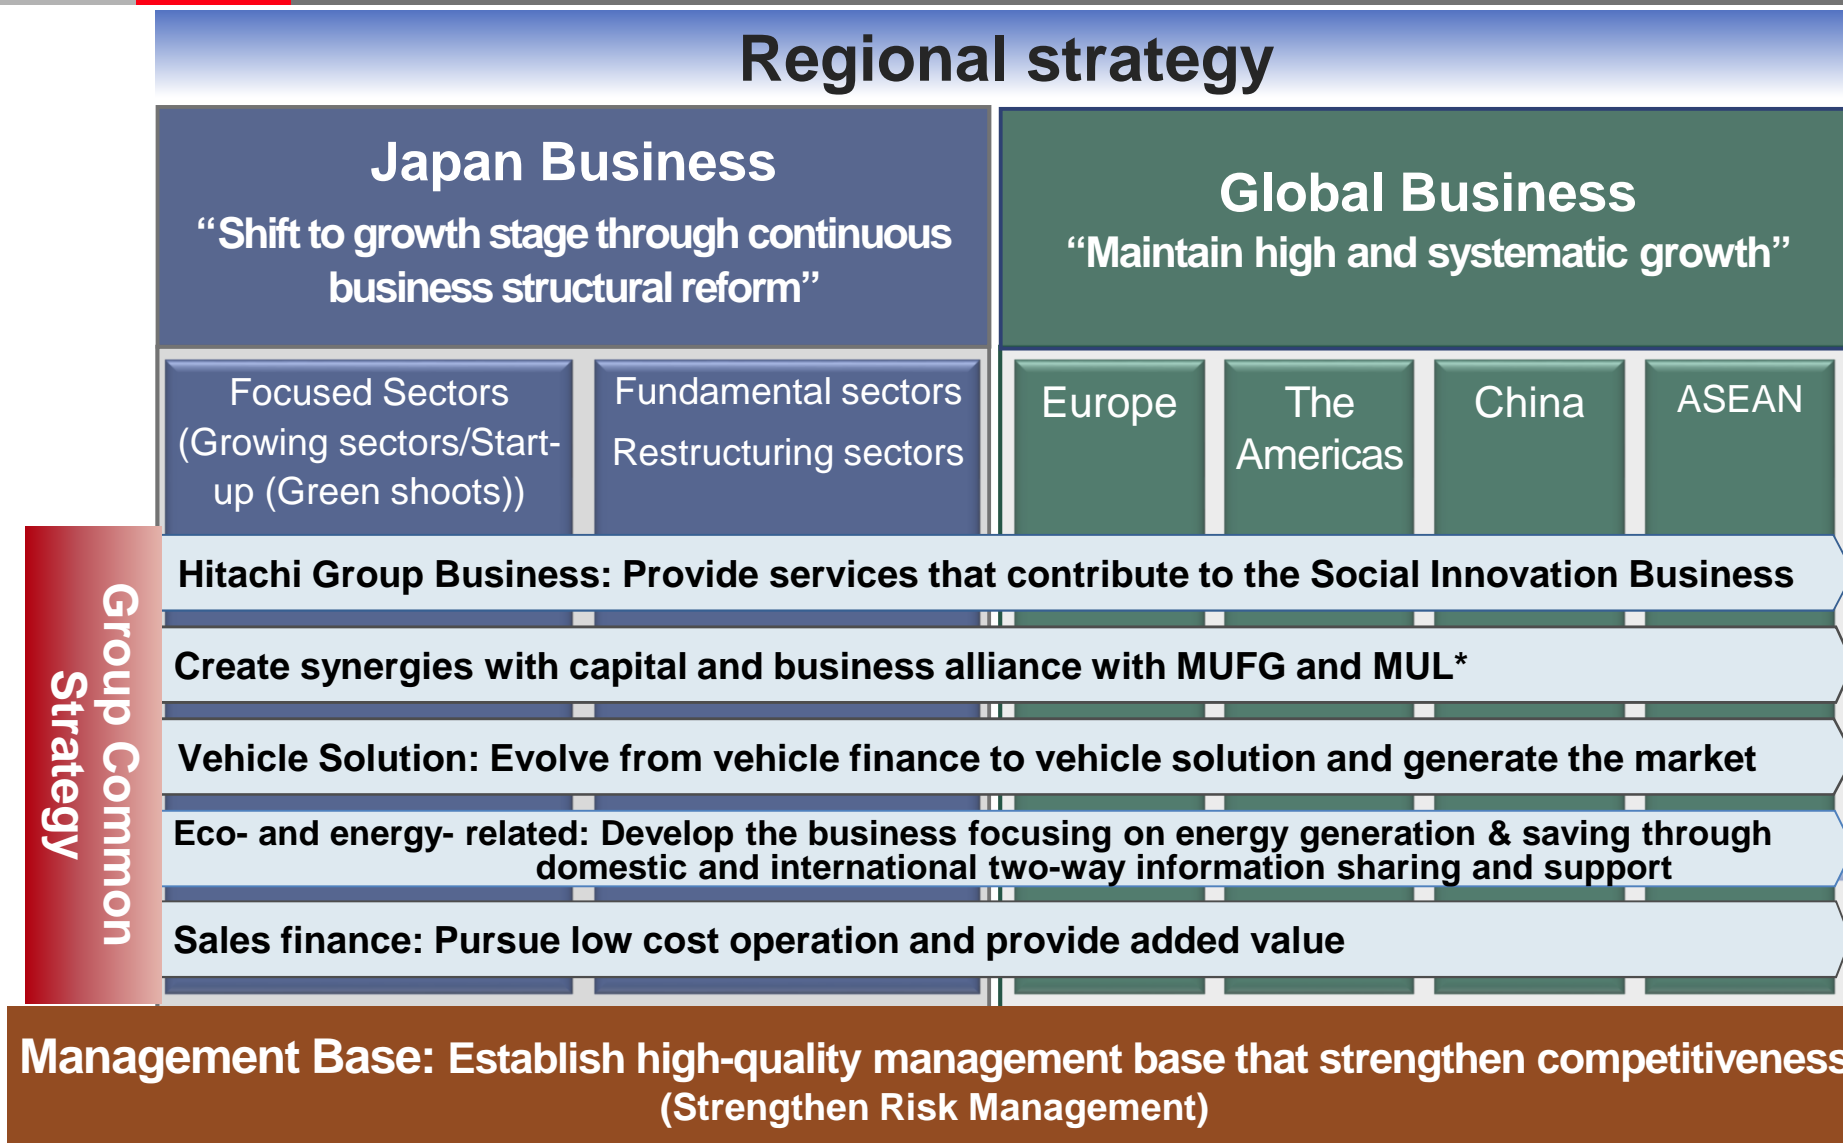 Regional strategy
Japan Business
“Shift to growth stage through continuous
business structural reform”
Global Business
“Maintain high and systematic growth”
Focused Sectors
(Growing sectors/Start-
up (Green shoots))
Fundamental sectors
Restructuring sectors
Europe
The
Americas
China
ASEAN
Group Common
Strategy
Hitachi Group Business: Provide services that contribute to the Social Innovation Business
Create synergies with capital and business alliance with MUFG and MUL*
Vehicle Solution: Evolve from vehicle finance to vehicle solution and generate the market
Eco- and energy- related: Develop the business focusing on energy generation & saving through
domestic and international two-way information sharing and support
Sales finance: Pursue low cost operation and provide added value
Management Base: Establish high-quality management base that strengthen competitiveness
(Strengthen Risk Management)